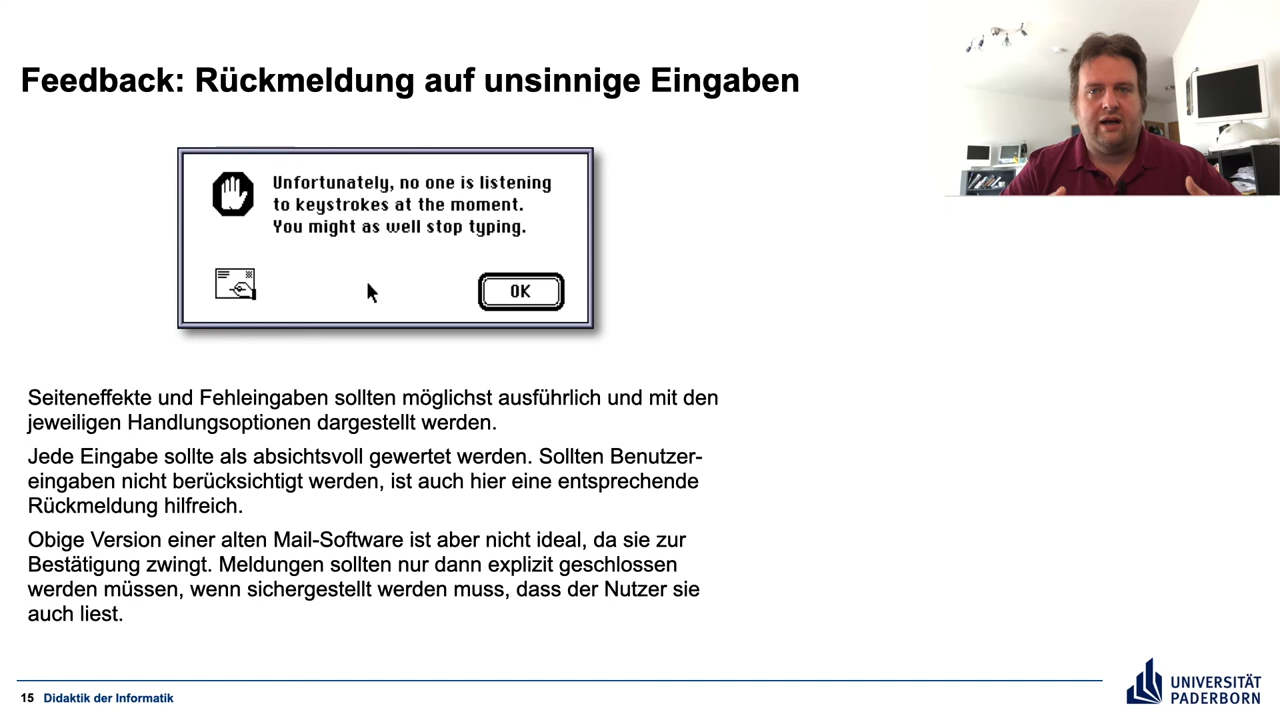 Feedback: Rückmeldung auf unsinnige Eingaben
Unfortunately, no one is listening
to keystrokes at the moment.
You might as well stop typing.
OK
Seiteneffekte und Fehleingaben sollten möglichst ausführlich und mit den
jeweiligen Handlungsoptionen dargestellt werden.
Jede Eingabe sollte als absichtsvoll gewertet werden. Sollten Benutzer-
eingaben nicht berücksichtigt werden, ist auch hier eine entsprechende
Rückmeldung hilfreich.
Obige Version einer alten Mail-Software ist aber nicht ideal, da sie zur
Bestätigung zwingt. Meldungen sollten nur dann explizit geschlossen
werden müssen, wenn sichergestellt werden muss, dass der Nutzer sie
auch liest.
15 Didaktik der Informatik
UNIVERSITÄT
PADERBORN